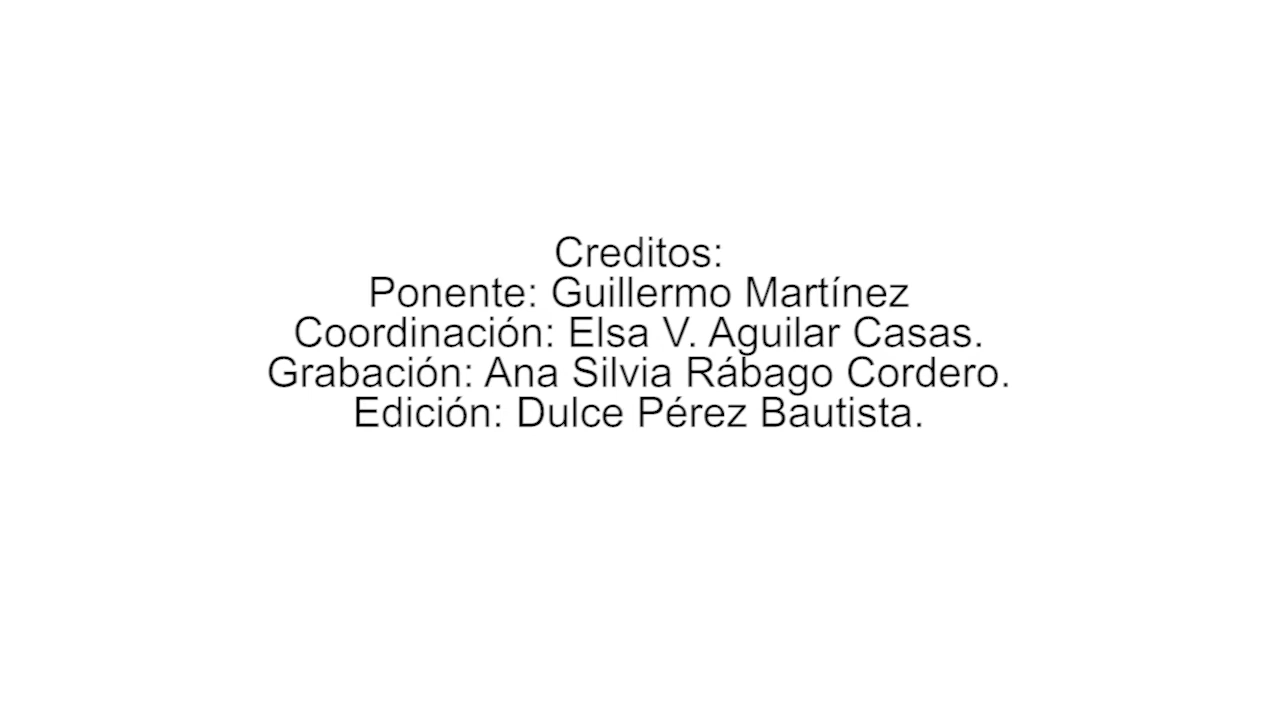 Creditos:
Ponente: Guillermo Martínez
Coordinación: Elsa V. Aguilar Casas.
Grabación: Ana Silvia Rábago Cordero.
Edición: Dulce Pérez Bautista.